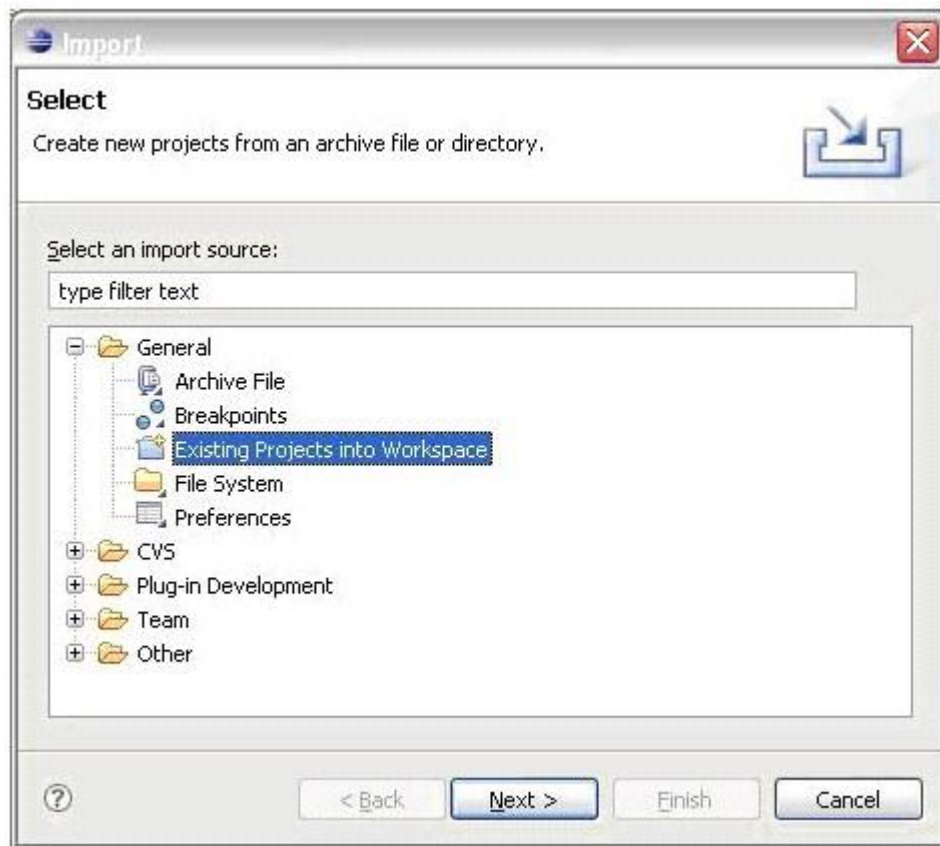 Import
Select
Create new projects from an archive file or directory.
Select an import source:
type filter text
General
Archive File
Breakpoints
Existing Projects into Workspace
File System
Preferences
CVS
Plug-in Development
Team
Other
? < Back Next > Finish Cancel